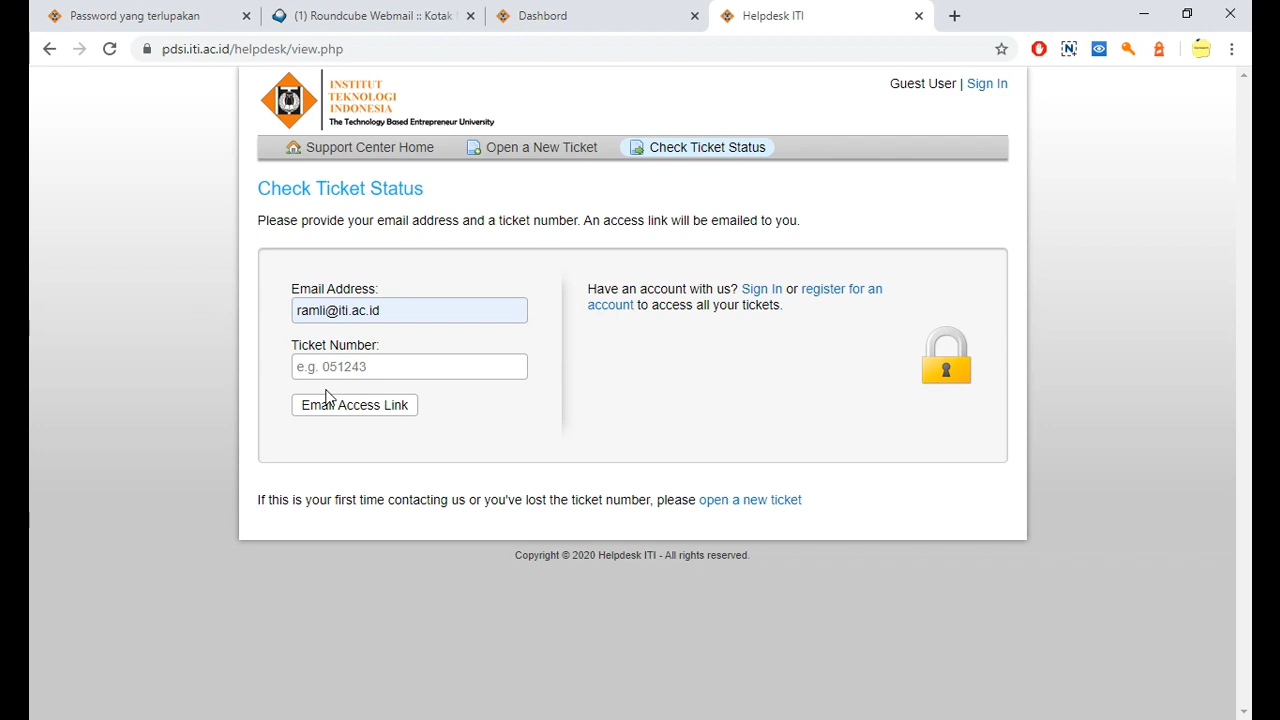 Password yang terlupakan
(1) Roundcube Webmail :: Kotak
Dashbord
Helpdesk ITI
pdsi.iti.ac.id/helpdesk/view.php
INSTITUT
TEKNOLOGI
INDONESIA
The Technology Based Entrepreneur University
Guest User | Sign In
Support Center Home
Open a New Ticket
Check Ticket Status
Check Ticket Status
Please provide your email address and a ticket number. An access link will be emailed to you.
Email Address:
ramli@iti.ac.id
Ticket Number:
e.g. 051243
Email Access Link
Have an account with us? Sign In or register for an
account to access all your tickets.
If this is your first time contacting us or you've lost the ticket number, please open a new ticket
Copyright © 2020 Helpdesk ITI - All rights reserved.